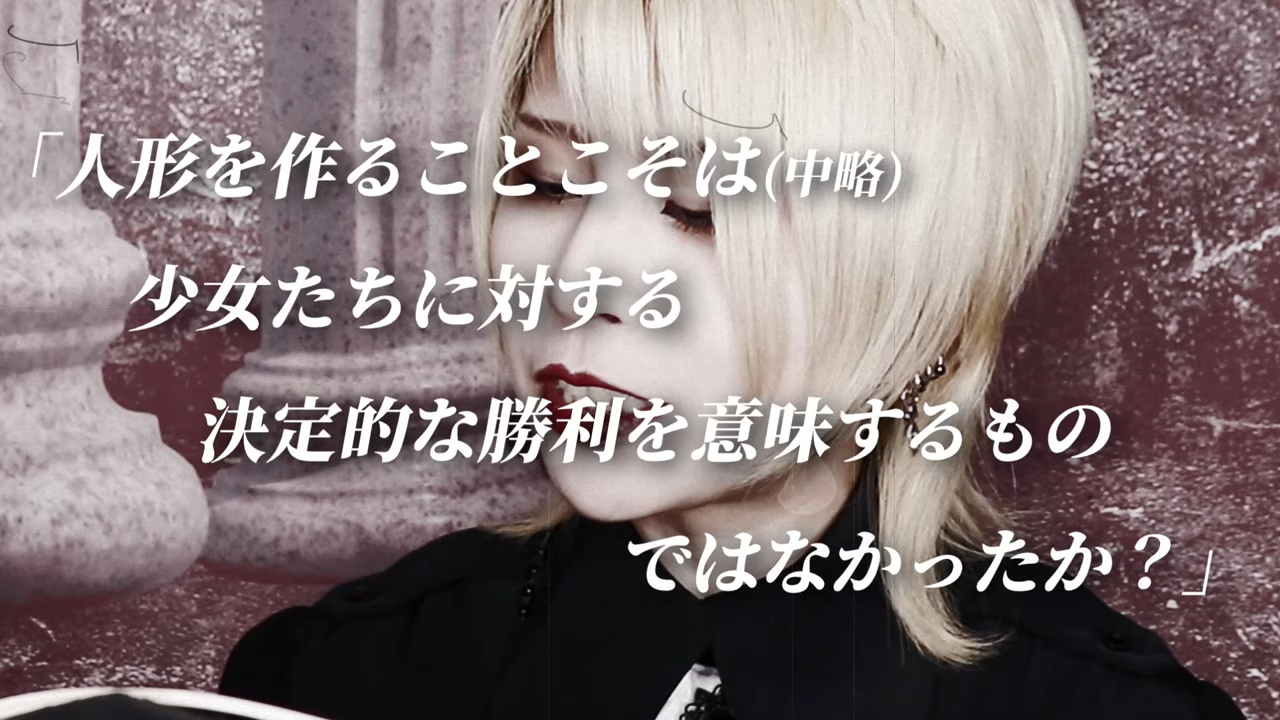 「人形を作ることこそは(中略)
少女たちに対する
決定的な勝利を意味するもの
ではなかったか？」